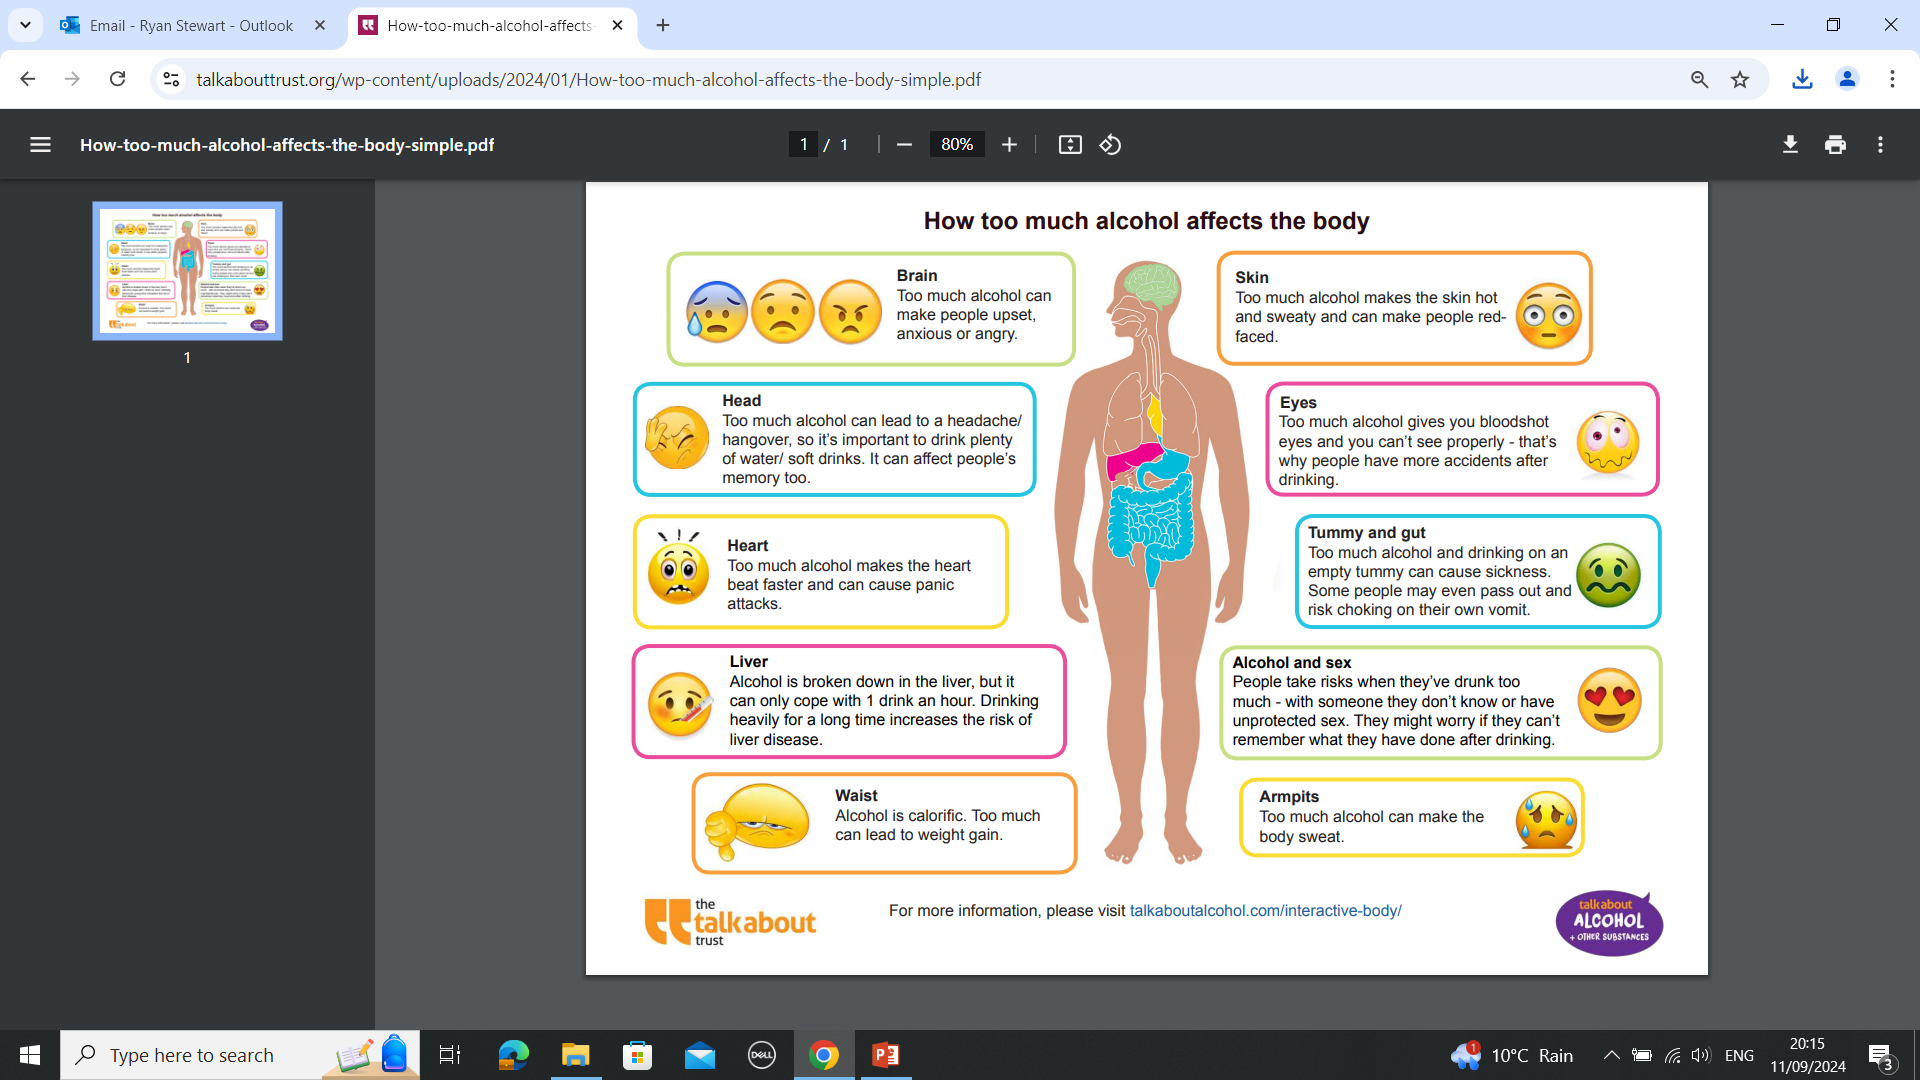 Email - Ryan Stewart - Outlook
How-too-much-alcohol-affects-
talkabouttrust.org/wp-content/uploads/2024/01/How-too-much-alcohol-affects-the-body-simple.pdf
How-too-much-alcohol-affects-the-body-simple.pdf
1 / 1
80%
1
How too much alcohol affects the body
Brain
Too much alcohol can
make people upset,
anxious or angry.
Skin
Too much alcohol makes the skin hot
and sweaty and can make people red-
faced.
Head
Too much alcohol can lead to a headache/
hangover, so it's important to drink plenty
of water/ soft drinks. It can affect people's
memory too.
Eyes
Too much alcohol gives you bloodshot
eyes and you can't see properly - that's
why people have more accidents after
drinking.
Heart
Too much alcohol makes the heart
beat faster and can cause panic
attacks.
Tummy and gut
Too much alcohol and drinking on an
empty tummy can cause sickness.
Some people may even pass out and
risk choking on their own vomit.
Liver
Alcohol is broken down in the liver, but it
can only cope with 1 drink an hour. Drinking
heavily for a long time increases the risk of
liver disease.
Alcohol and sex
People take risks when they've drunk too
much - with someone they don't know or have
unprotected sex. They might worry if they can't
remember what they have done after drinking.
Waist
Alcohol is calorific. Too much
can lead to weight gain.
Armpits
Too much alcohol can make the
body sweat.
the
talkabout
trust
For more information, please visit talkaboutalcohol.com/interactive-body/
talkabout
ALCOHOL
+ OTHER SUBSTANCES
Type here to search
DELL
1
10°C Rain
ENG
20:15
11/09/2024
3